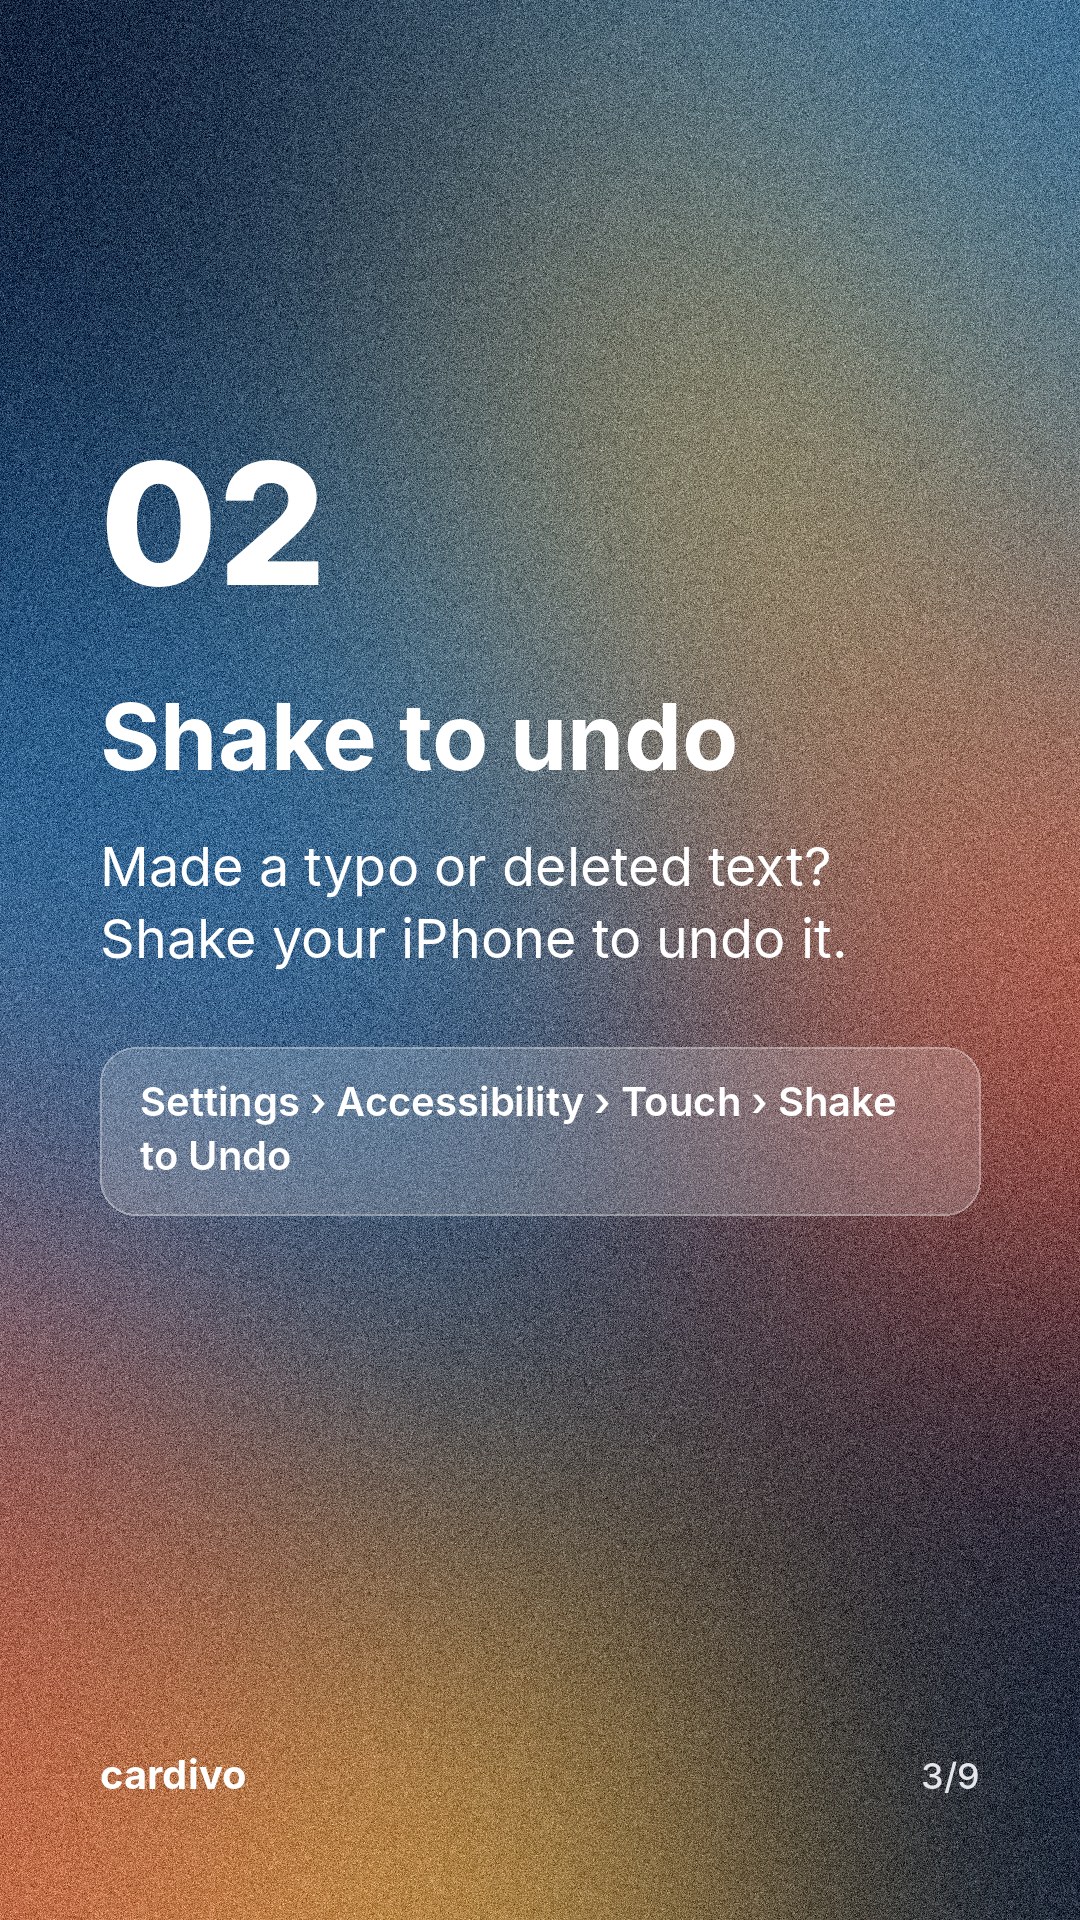 02
Shake to undo
Made a typo or deleted text?
Shake your iPhone to undo it.
Settings › Accessibility › Touch › Shake
to Undo
cardivo
3/9